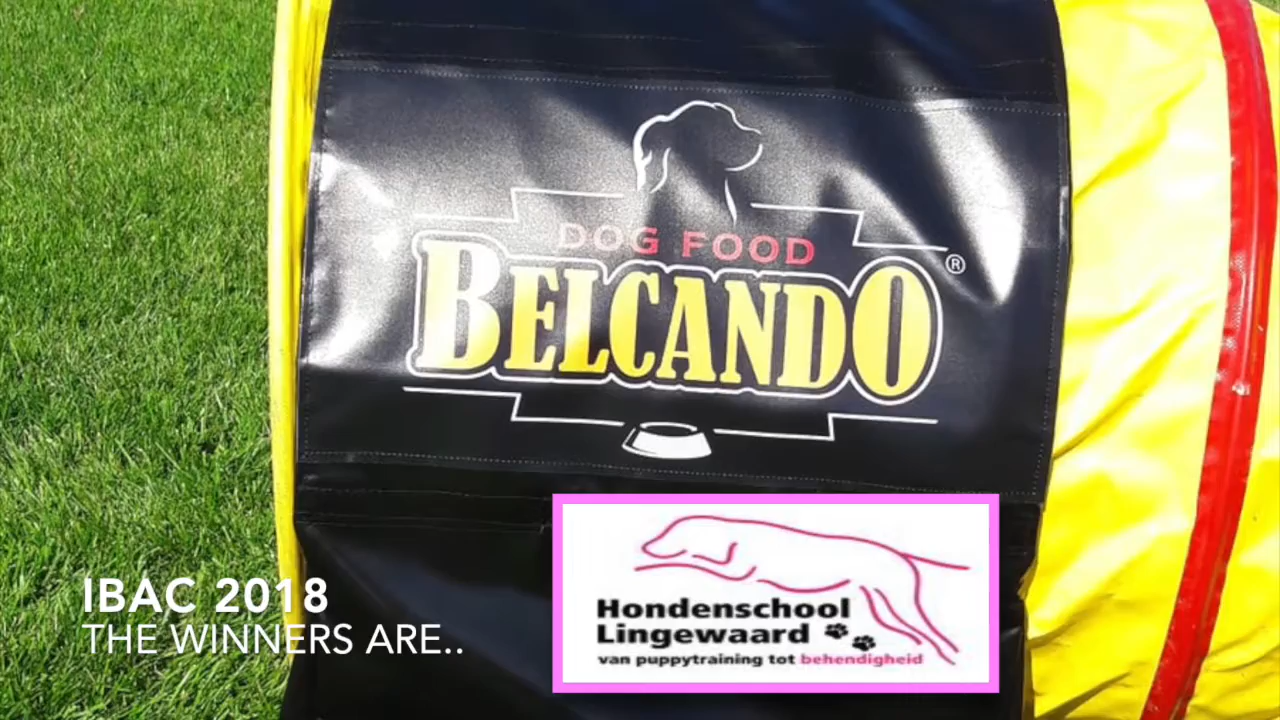 DOG FOOD
BELCANDO®
IBAC 2018
THE WINNERS ARE..
Hondenschool
Lingewaard
van puppytraining tot behendigheid